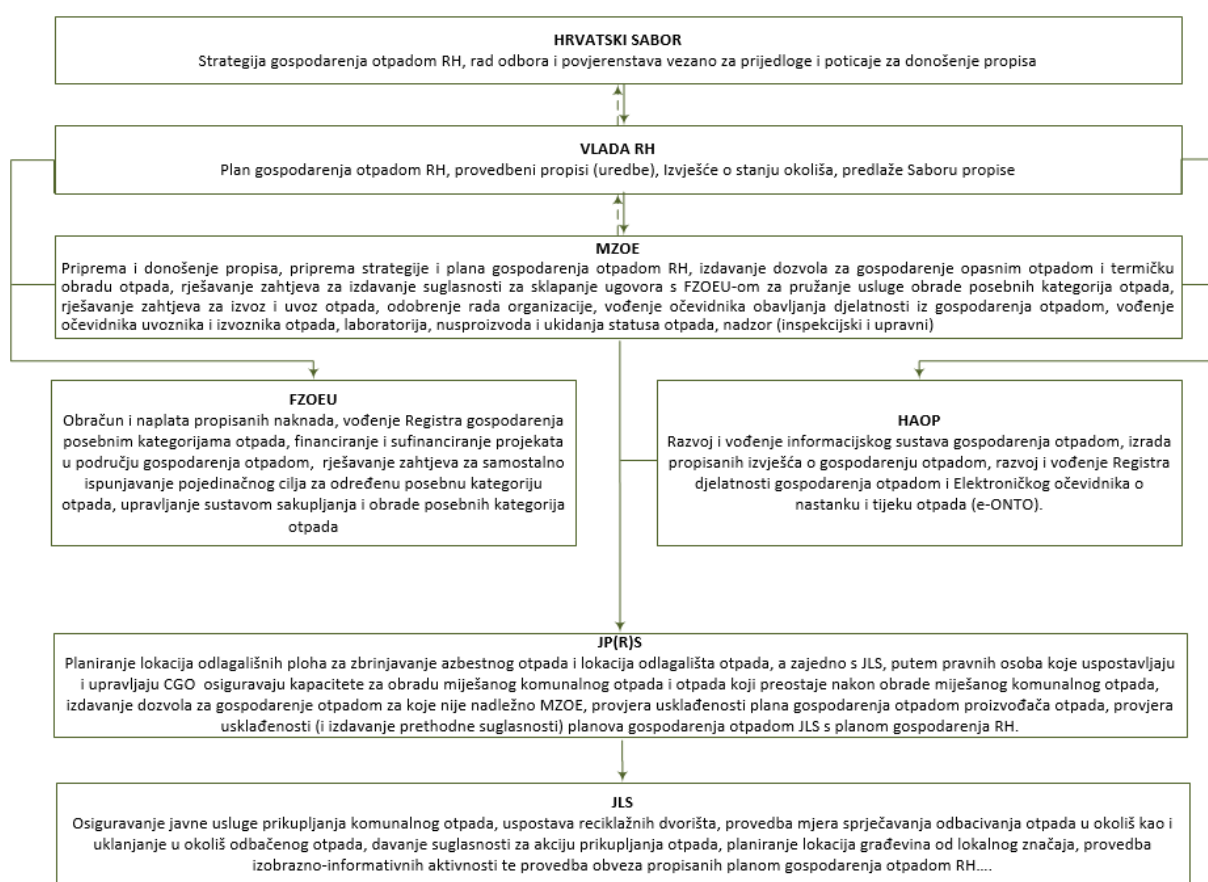 HRVATSKI SABOR
Strategija gospodarenja otpadom RH, rad odbora i povjerenstava vezano za prijedloge i poticaje za donošenje propisa
VLADA RH
Plan gospodarenja otpadom RH, provedbeni propisi (uredbe), Izvješće o stanju okoliša, predlaže Saboru propise
MZOE
Priprema i donošenje propisa, priprema strategije i plana gospodarenja otpadom RH, izdavanje dozvola za gospodarenje opasnim otpadom i termičku
obradu otpada, rješavanje zahtjeva za izdavanje suglasnosti za sklapanje ugovora s FZOEU-om za pružanje usluge obrade posebnih kategorija otpada,
rješavanje zahtjeva za izvoz i uvoz otpada, odobrenje rada organizacije, vođenje očevidnika obavljanja djelatnosti iz gospodarenja otpadom, vođenje
očevidnika uvoznika i izvoznika otpada, laboratorija, nusproizvoda i ukidanja statusa otpada, nadzor (inspekcijski i upravni)
FZOEU
Obračun i naplata propisanih naknada, vođenje Registra gospodarenja
posebnim kategorijama otpada, financiranje i sufinanciranje projekata
u području gospodarenja otpadom, rješavanje zahtjeva za samostalno
ispunjavanje pojedinačnog cilja za određenu posebnu kategoriju
otpada, upravljanje sustavom sakupljanja i obrade posebnih kategorija
otpada
HAOP
Razvoj i vođenje informacijskog sustava gospodarenja otpadom, izrada
propisanih izvješća o gospodarenju otpadom, razvoj i vođenje Registra
djelatnosti gospodarenja otpadom i Elektroničkog očevidnika o
nastanku i tijeku otpada (e-ONTO).
JP(R)S
Planiranje lokacija odlagališnih ploha za zbrinjavanje azbestnog otpada i lokacija odlagališta otpada, a zajedno s JLS, putem pravnih osoba koje uspostavljaju
i upravljaju CGO osiguravaju kapacitete za obradu miješanog komunalnog otpada i otpada koji preostaje nakon obrade miješanog komunalnog otpada,
izdavanje dozvola za gospodarenje otpadom za koje nije nadležno MZOE, provjera usklađenosti plana gospodarenja otpadom proizvođača otpada, provjera
usklađenosti (i izdavanje prethodne suglasnosti) planova gospodarenja otpadom JLS s planom gospodarenja RH.
JLS
Osiguravanje javne usluge prikupljanja komunalnog otpada, uspostava reciklažnih dvorišta, provedba mjera sprječavanja odbacivanja otpada u okoliš kao i
uklanjanje u okoliš odbačenog otpada, davanje suglasnosti za akciju prikupljanja otpada, planiranje lokacija građevina od lokalnog značaja, provedba
izobrazno-informativnih aktivnosti te provedba obveza propisanih planom gospodarenja otpadom RH....